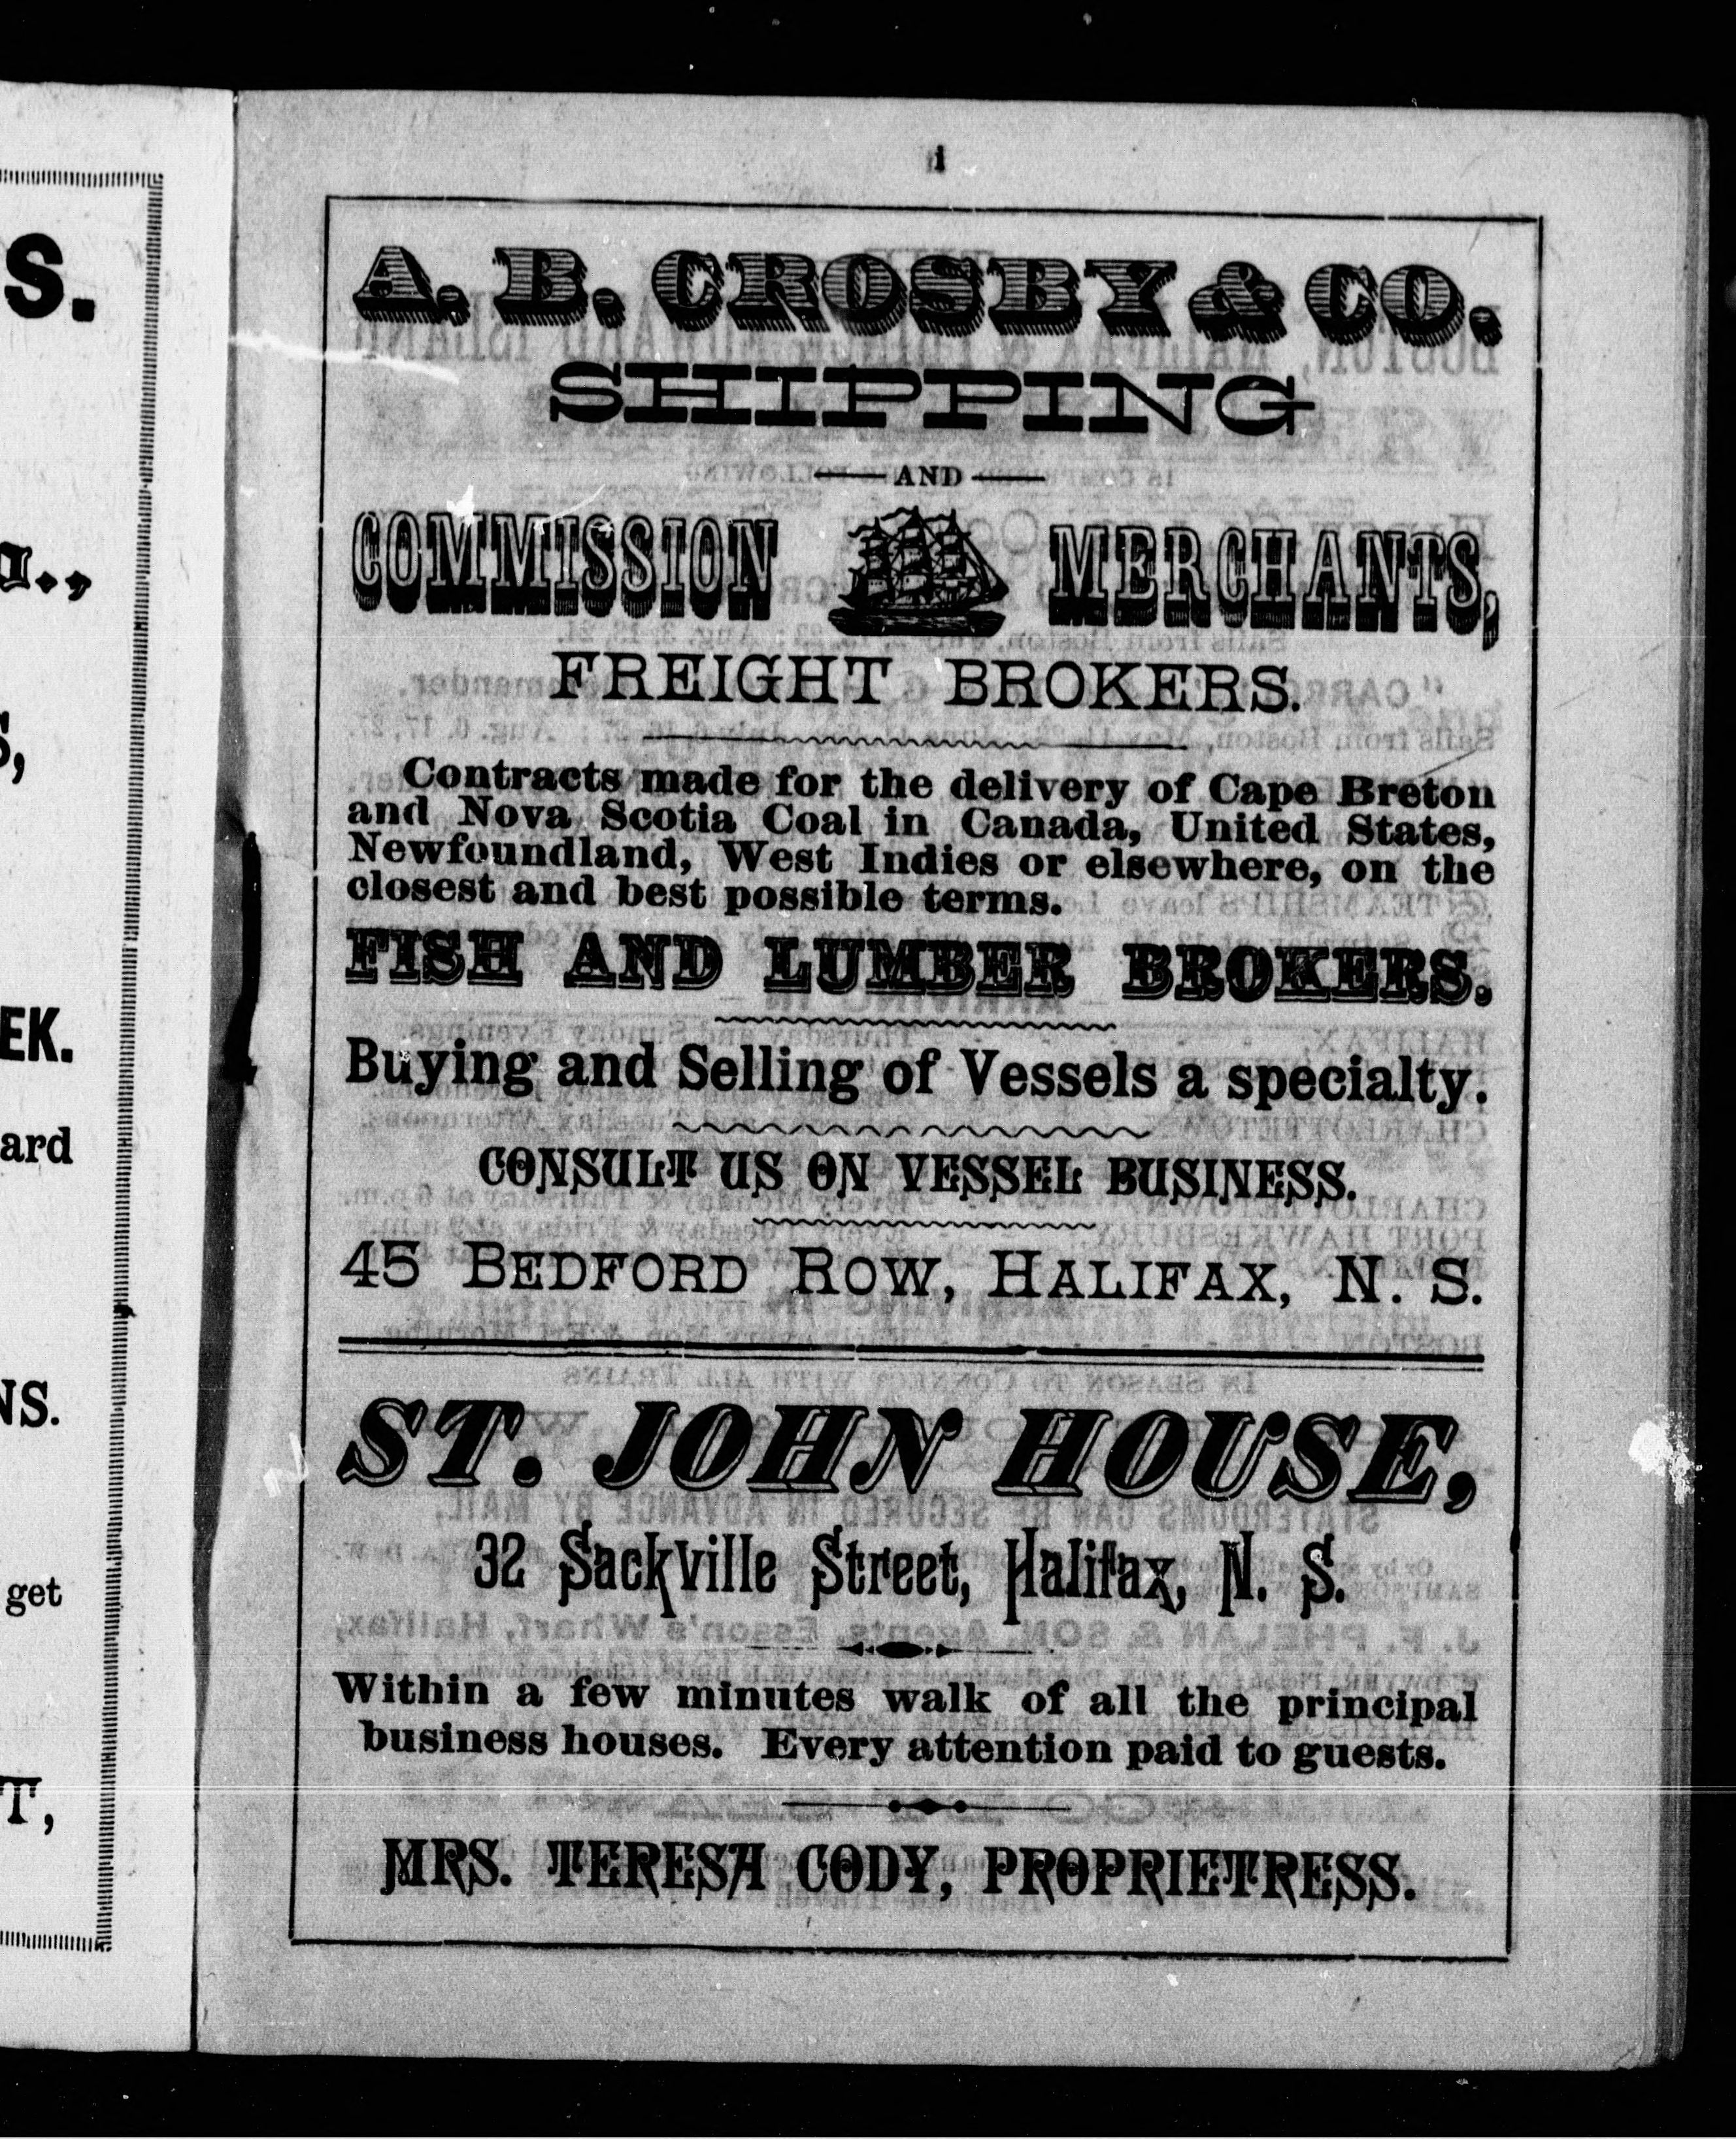 S.
EK.
ard
NS.
get
T,
i
A. B. CROSBY & CO.
SHIPPING
AND
COMMISSION MERCHANTS,
FREIGHT BROKERS.
Contracts made for the delivery of Cape Breton
and Nova Scotia Coal in Canada, United States,
Newfoundland, West Indies or elsewhere, on the
closest and best possible terms.
FISH AND LUMBER BROKERS.
Buying and Selling of Vessels a specialty.
CONSULT US ON VESSEL BUSINESS.
45 BEDFORD ROW, HALIFAX, N. S.
ST. JOHN HOUSE,
32 Sackville Street, Halifax, N. S.
Within a few minutes walk of all the principal
business houses. Every attention paid to guests.
MRS. TERESA CODY, PROPRIETRESS.